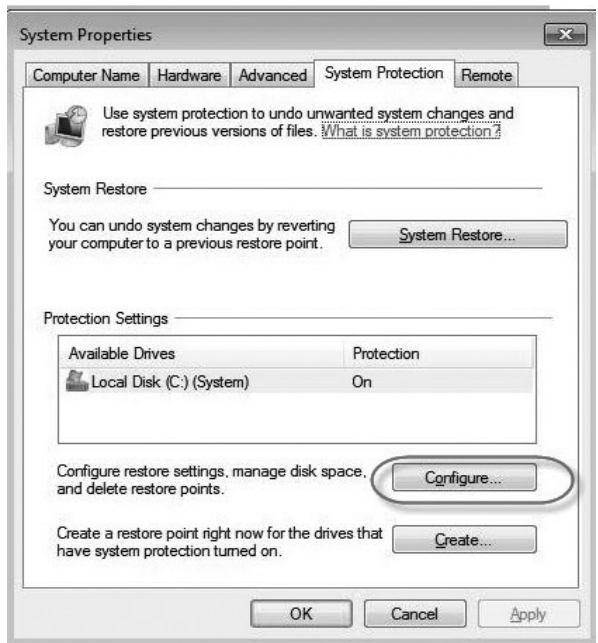 System Properties
Computer Name Hardware Advanced System Protection Remote
Use system protection to undo unwanted system changes and
restore previous versions of files. What is system protection?
System Restore
You can undo system changes by reverting
your computer to a previous restore point.
System Restore...
Protection Settings
Available Drives Protection
Local Disk (C:) (System) On
Configure restore settings, manage disk space,
and delete restore points.
Configure...
Create a restore point right now for the drives that
have system protection turned on.
Create...
OK Cancel Apply